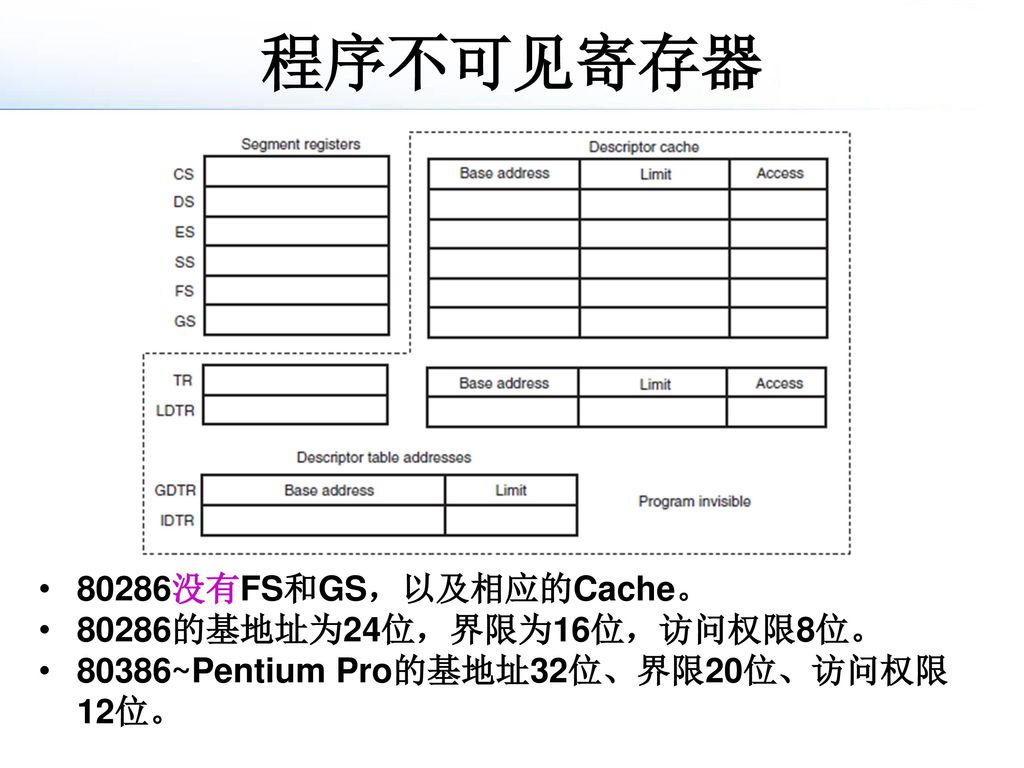 程序不可见寄存器
Segment registers
Descriptor cache
CS
Base address Limit Access
DS
ES
SS
FS
GS
TR
Base address Limit Access
LDTR
Descriptor table addresses
GDTR Base address Limit
Program invisible
IDTR
• 80286没有FS和GS，以及相应的Cache。
• 80286的基地址为24位，界限为16位，访问权限8位。
• 80386~Pentium Pro的基地址32位、界限20位、访问权限
12位。